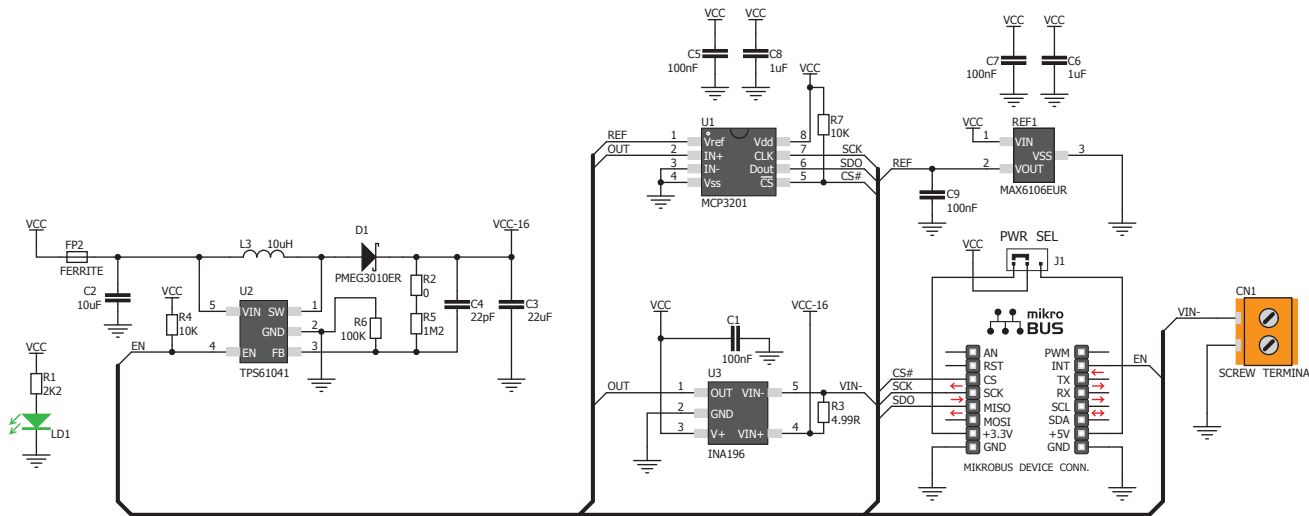 VCC
VCC
C5
100nF
C8
1uF
VCC
VCC
C7
100nF
C6
1uF
VCC
U1
R7
10K
REF 1 Vref Vdd 8
OUT 2 IN+ CLK 7 SCK
3 IN- Dout 6 SDO
4 Vss CS 5 CS#
MCP3201
VCC
REF1
1 VIN
VSS 3
REF 2 VOUT
MAX6106EUR
C9
100nF
VCC
FP2
FERRITE
L3 10uH
D1
PMEG3010ER
VCC-16
C2
10uF
VCC
R4
10K
U2
5 VIN SW 1
GND 2
EN 4 EN FB 3
TPS61041
R6
100K
R2
0
R5
1M2
C4
22pF
C3
22uF
VCC
R1
2K2
LD1
VCC
VCC-16
C1
100nF
U3
OUT 1 OUT VIN- 5 VIN-
2 GND
3 V+ VIN+ 4
INA196
R3
4.99R
PWR SEL
VCC
J1
mikro
BUS
AN PWM
RST INT EN
CS# CS TX
SCK SCK RX
SDO MISO SCL
MOSI SDA
+3.3V +5V
GND GND
MIKROBUS DEVICE CONN.
CN1
VIN-
SCREW TERMINA